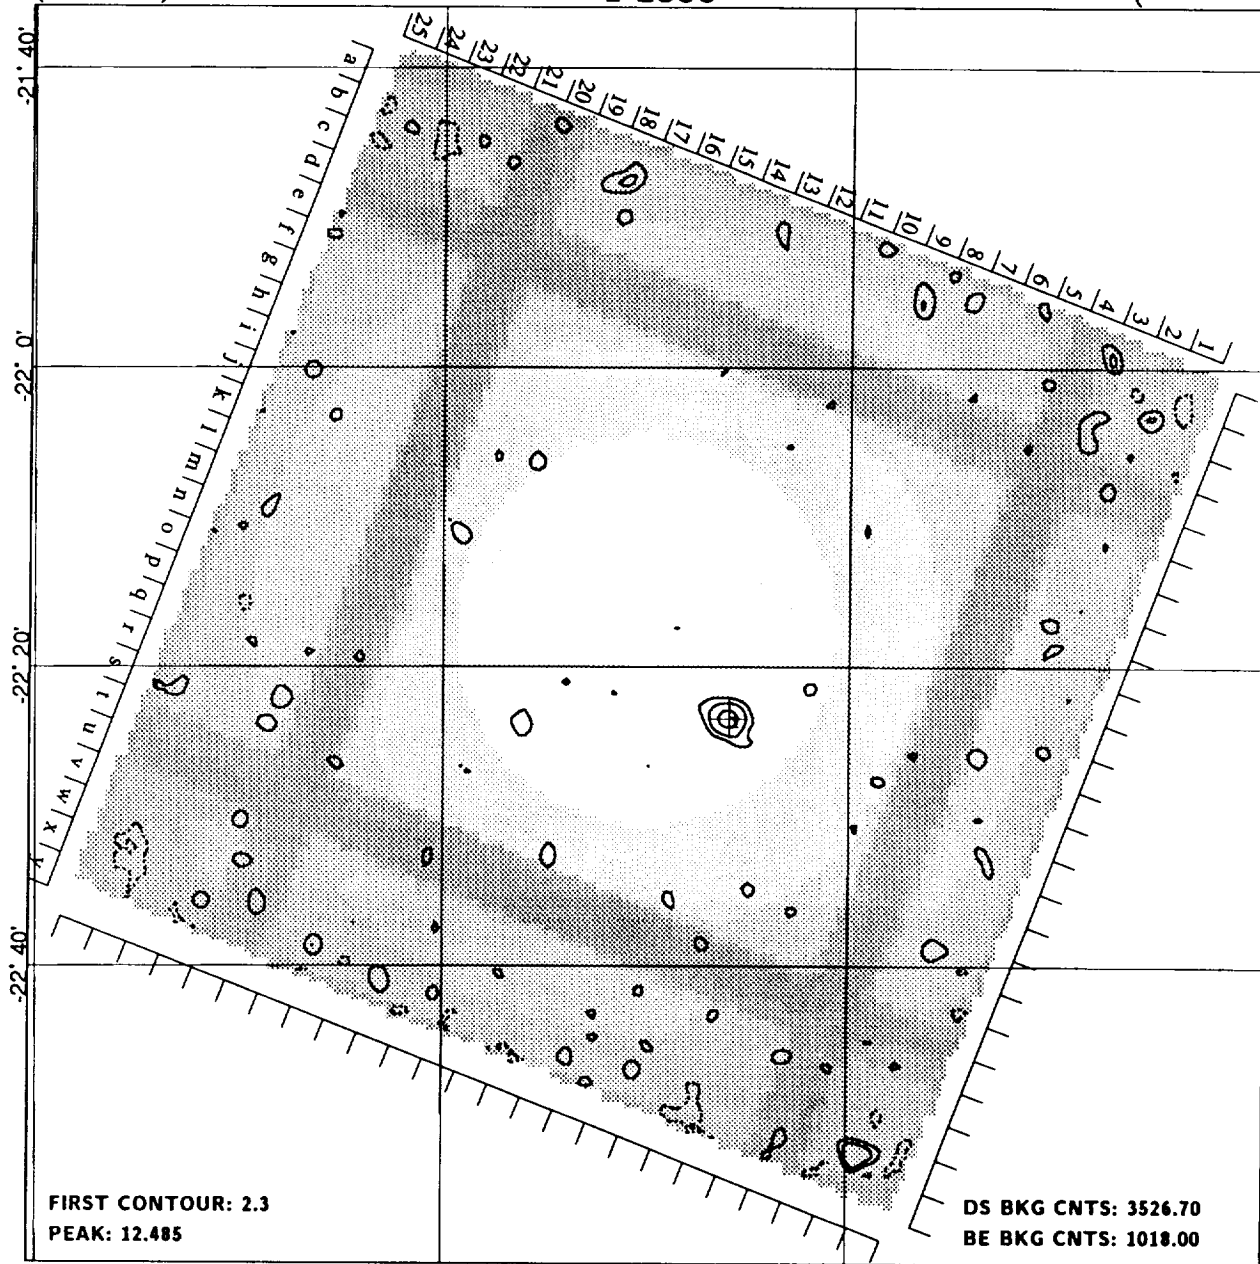 25 24 23 22 21 20 19 18 17 16 15 14 13 12 11 10 9 8 7 6 5 4 3 2 1
a b c d e f g h i j k l m n o p q r s t u v w x y
-21° 40'
-22° 0'
-22° 20'
-22° 40'
FIRST CONTOUR: 2.3
PEAK: 12.485
DS BKG CNTS: 3526.70
BE BKG CNTS: 1018.00